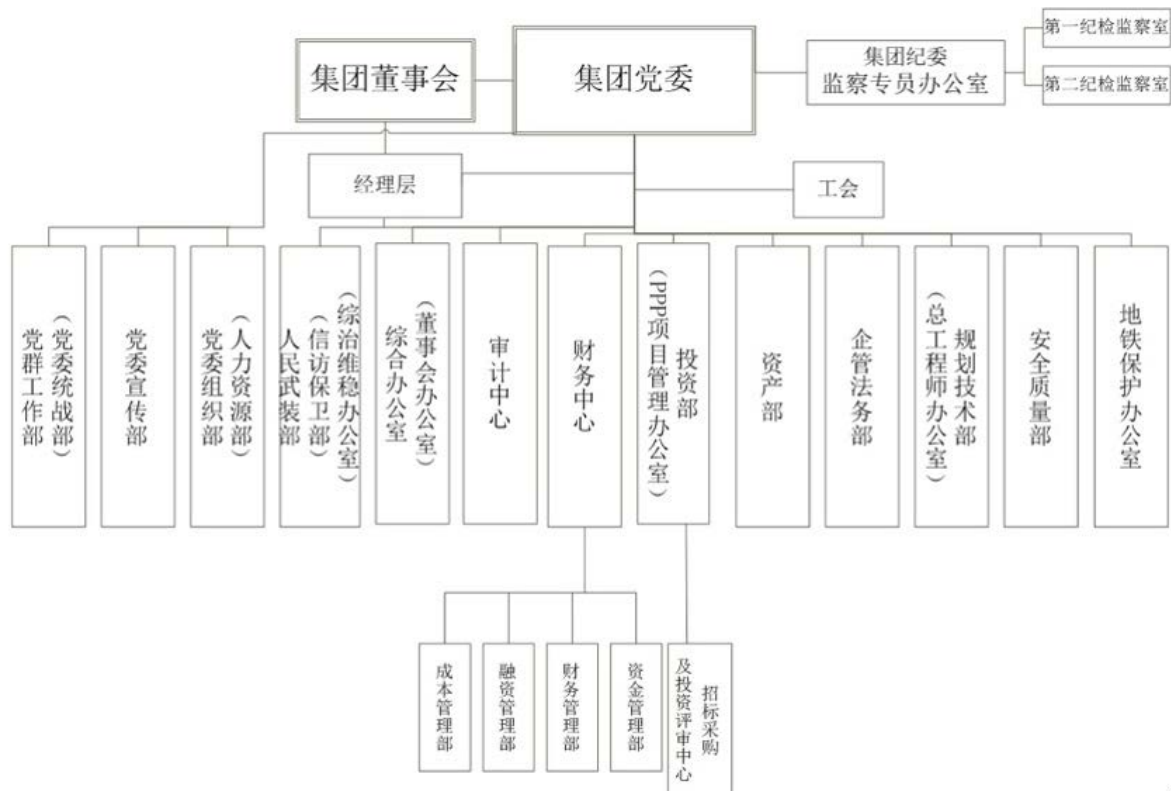 集团董事会
集团党委
集团纪委
监察专员办公室
第一纪检监察室
第二纪检监察室
经理层
工会
党群工作部
（党委统战部）
党委宣传部
党委组织部
（人力资源部）
人民武装部
（信访保卫部）
（综治维稳办公室）
综合办公室
（董事会办公室）
审计中心
财务中心
投资部
（PPP项目管理办公室）
资产部
企管法务部
规划技术部
（总工程师办公室）
安全质量部
地铁保护办公室
成本管理部
融资管理部
财务管理部
资金管理部
招标采购
及投资评审中心